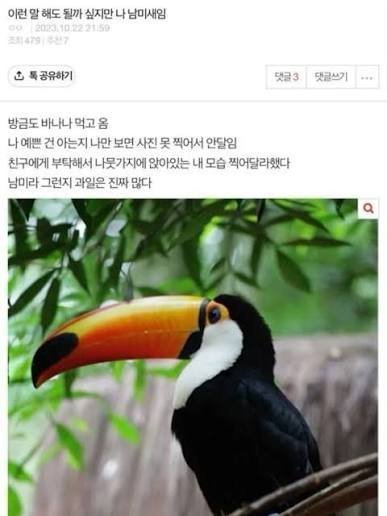 이런 말 해도 될까 싶지만 나 남미새임
ㅇㅇ | 2023.10.22 21:59
조회 479 | 추천 7
톡 공유하기
댓글 3
댓글쓰기
방금도 바나나 먹고 옴
나 예쁜 건 아는지 나만 보면 사진 못 찍어서 안달임
친구에게 부탁해서 나뭇가지에 앉아있는 내 모습 찍어달라했다
남미라 그런지 과일은 진짜 많다